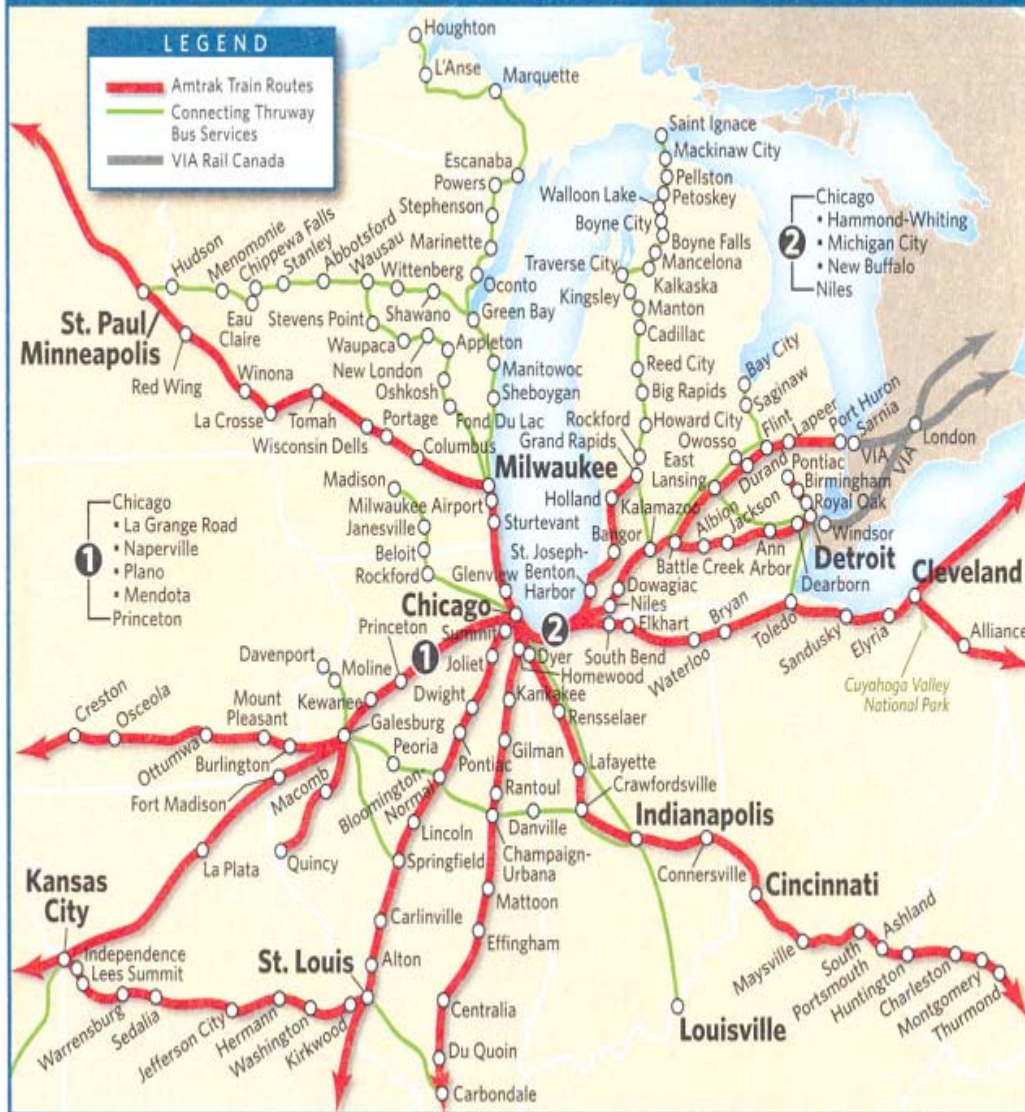 LEGEND
Amtrak Train Routes
Connecting Thruway
Bus Services
VIA Rail Canada
Houghton
L'Anse
Marquette
Escanaba
Powers
Stephenson
Marinette
Oconto
Green Bay
Saint Ignace
Mackinaw City
Pellston
Petoskey
Walloon Lake
Boyne City
Boyne Falls
Mancelona
Traverse City
Kalkaska
Kingsley
Manton
Cadillac
Reed City
Big Rapids
Howard City
Rockford
Grand Rapids
Chicago
• Hammond-Whiting
2
• Michigan City
• New Buffalo
Niles
Hudson
Menomonie
Chippewa Falls
Stanley
Abbotsford
Wausau
Wittenberg
Shawano
Eau
Claire
Stevens Point
Waupaca
New London
Appleton
Oshkosh
Fond Du Lac
Manitowoc
Sheboygan
St. Paul/
Minneapolis
Red Wing
Winona
La Crosse
Tomah
Wisconsin Dells
Portage
Columbus
Milwaukee
Milwaukee Airport
Sturtevant
Glenview
Madison
Janesville
Beloit
Rockford
Bay City
Saginaw
Flint
Lapeer
Port Huron
Sarnia
VIA
VIA
London
Owosso
East
Lansing
Durand
Pontiac
Birmingham
Royal Oak
Windsor
Detroit
Dearborn
Ann
Arbor
Jackson
Albion
Battle Creek
Kalamazoo
Holland
Bangor
St. Joseph-
Benton
Harbor
Dowagiac
Niles
Chicago
▪ La Grange Road
1
▪ Naperville
▪ Plano
▪ Mendota
Princeton
Chicago
2
Summit
Dyer
Homewood
South Bend
Elkhart
Waterloo
Bryan
Toledo
Sandusky
Elyria
Cleveland
Alliance
Cuyahoga Valley
National Park
Princeton
1
Davenport
Moline
Kewanee
Galesburg
Joliet
Dwight
Pontiac
Peoria
Bloomington-
Normal
Lincoln
Springfield
Carlinville
Alton
Creston
Osceola
Ottumwa
Mount
Pleasant
Burlington
Fort Madison
Macomb
Quincy
La Plata
Kankakee
Gilman
Rantoul
Champaign-
Urbana
Mattoon
Effingham
Centralia
Du Quoin
Carbondale
Danville
Rensselaer
Lafayette
Crawfordsville
Indianapolis
Connersville
Cincinnati
Louisville
Maysville
South
Portsmouth
Ashland
Huntington
Charleston
Montgomery
Thurmond
Kansas
City
Independence
Lees Summit
Warrensburg
Sedalia
Jefferson City
Hermann
Washington
Kirkwood
St. Louis